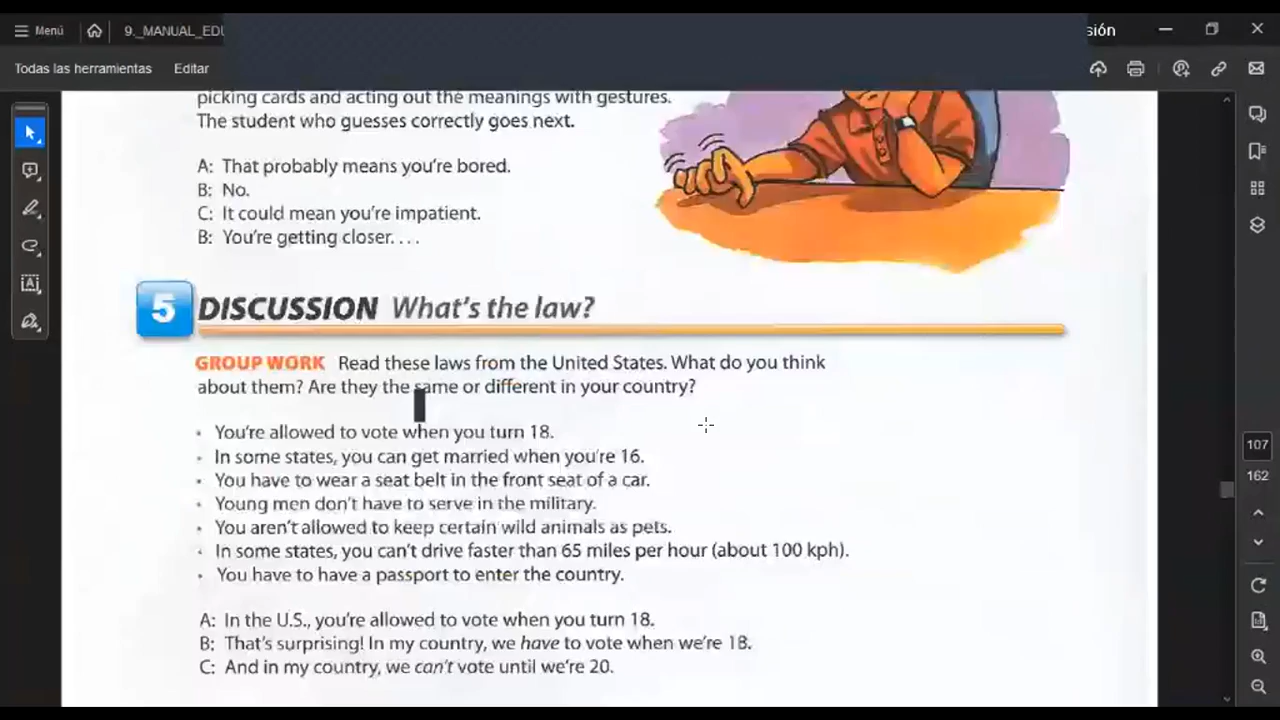 Menú
9._MANUAL_EDU
sión
Todas las herramientas
Editar
picking cards and acting out the meanings with gestures.
The student who guesses correctly goes next.
A: That probably means you're bored.
B: No.
C: It could mean you're impatient.
B: You're getting closer. . . .
5 DISCUSSION What's the law?
GROUP WORK Read these laws from the United States. What do you think
about them? Are they the same or different in your country?
• You're allowed to vote when you turn 18.
• In some states, you can get married when you're 16.
• You have to wear a seat belt in the front seat of a car.
• Young men don't have to serve in the military.
• You aren't allowed to keep certain wild animals as pets.
• In some states, you can't drive faster than 65 miles per hour (about 100 kph).
• You have to have a passport to enter the country.
A: In the U.S., you're allowed to vote when you turn 18.
B: That's surprising! In my country, we have to vote when we're 18.
C: And in my country, we can't vote until we're 20.
107
162